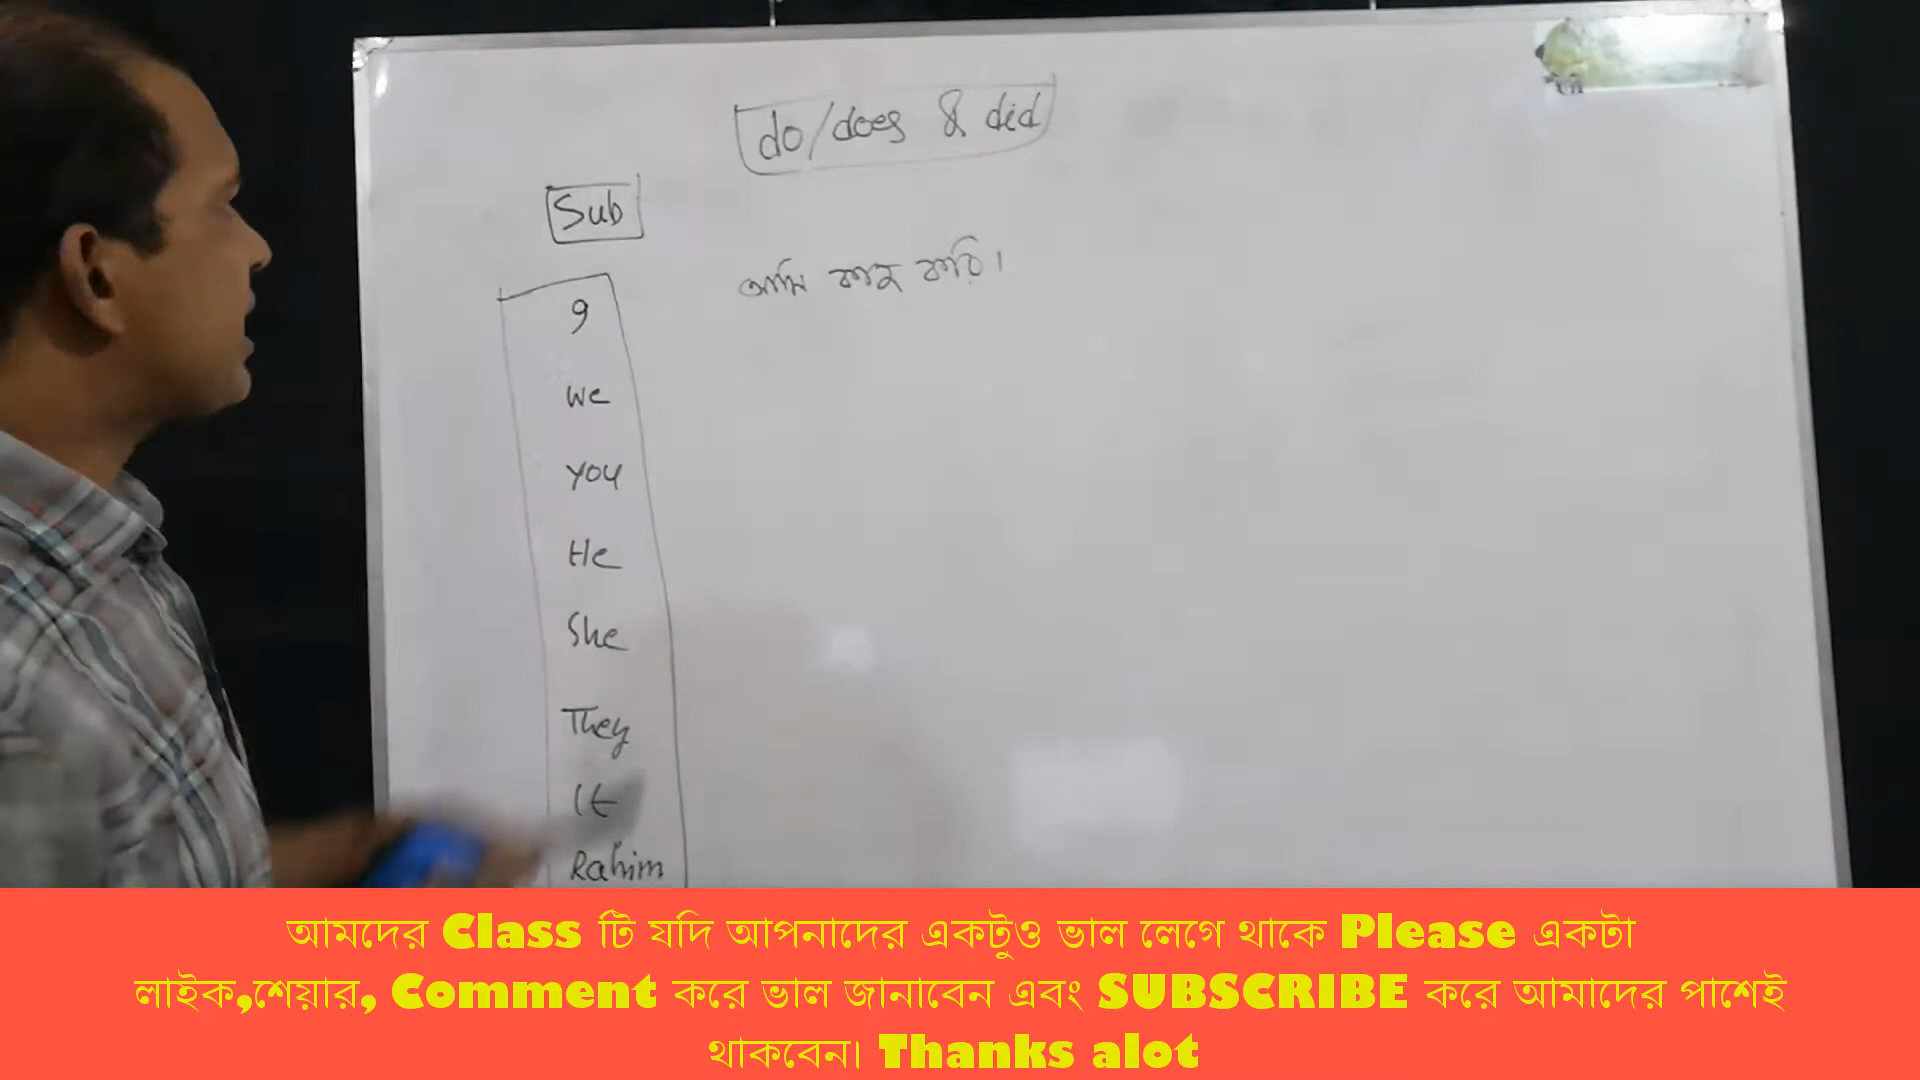 do/does & did
Sub
আমি কাজ করি।
I
we
you
He
She
They
It
Rahim
আমদের Class টি যদি আপনাদের একটুও ভাল লেগে থাকে Please একটা
লাইক,শেয়ার, Comment করে ভাল জানাবেন এবং SUBSCRIBE করে আমাদের পাশেই
থাকবেন। Thanks alot